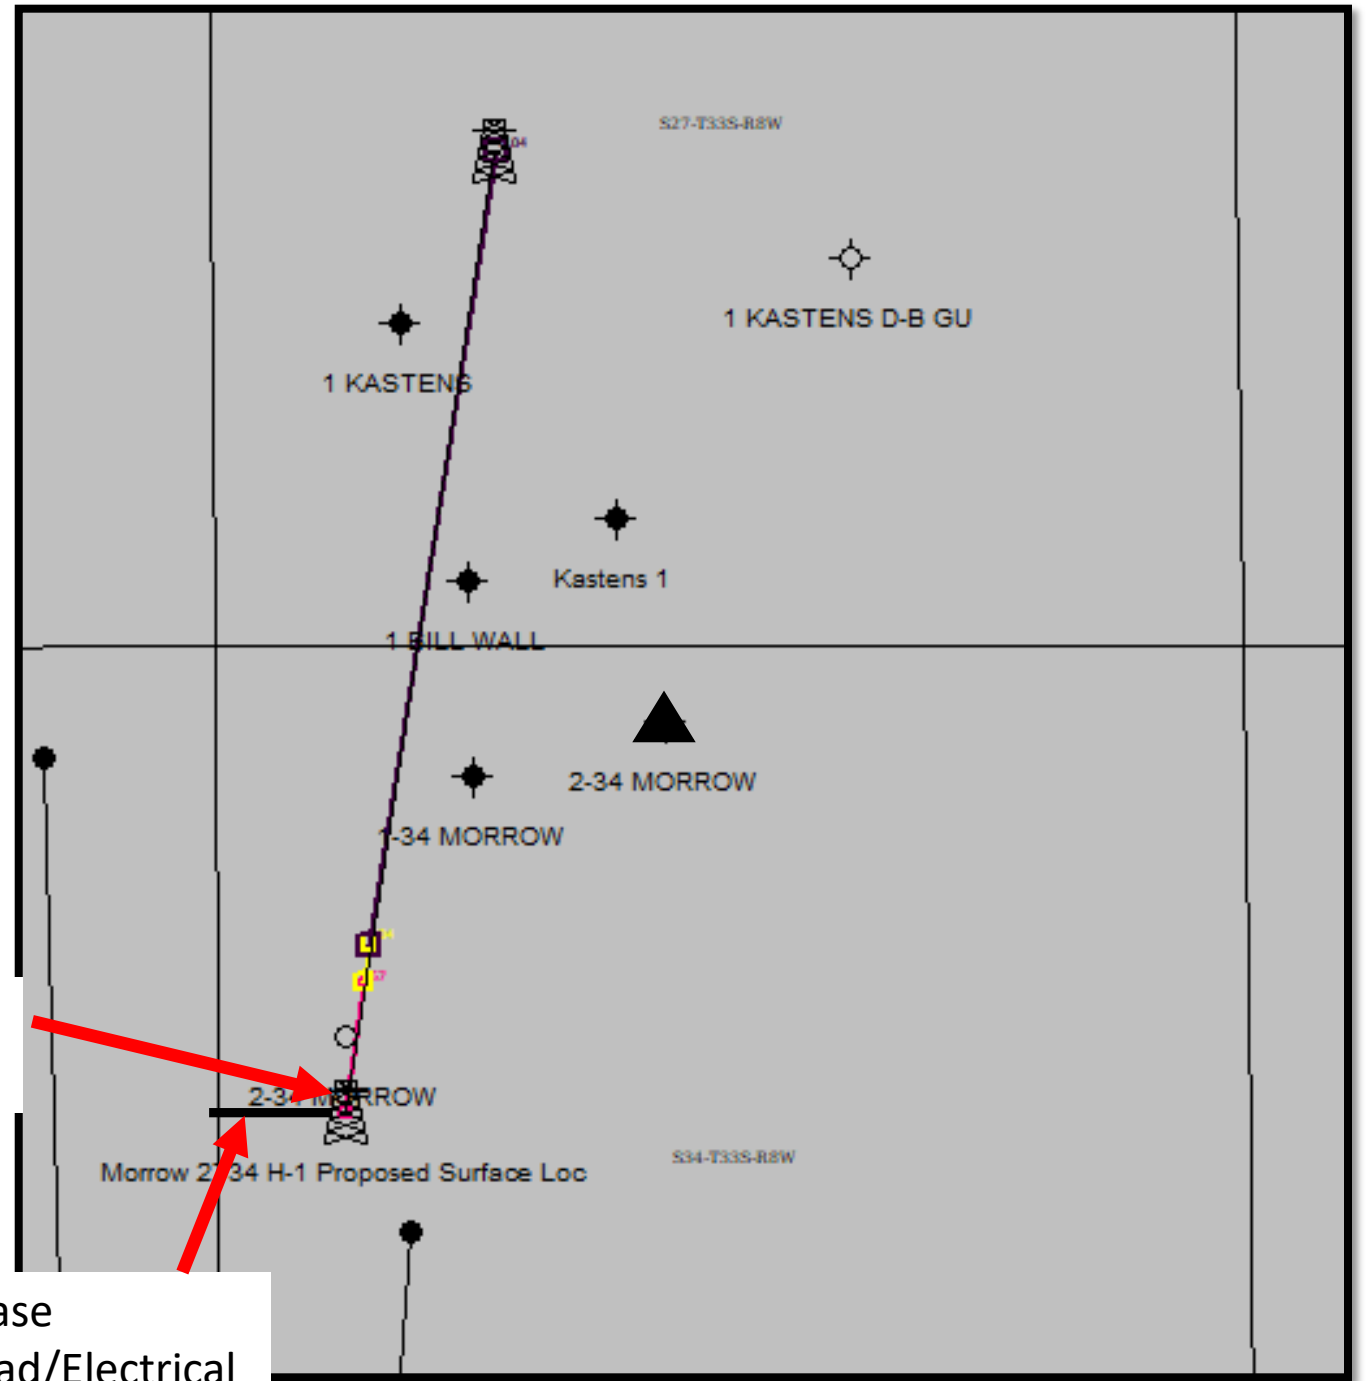 S27-T33S-R8W
04
1 KASTENS D-B GU
1 KASTENS
Kastens 1
1 BILL WALL
2-34 MORROW
1-34 MORROW
2-34 MORROW
S34-T33S-R8W
Morrow 2-34 H-1 Proposed Surface Loc
ase
ad/Electrical